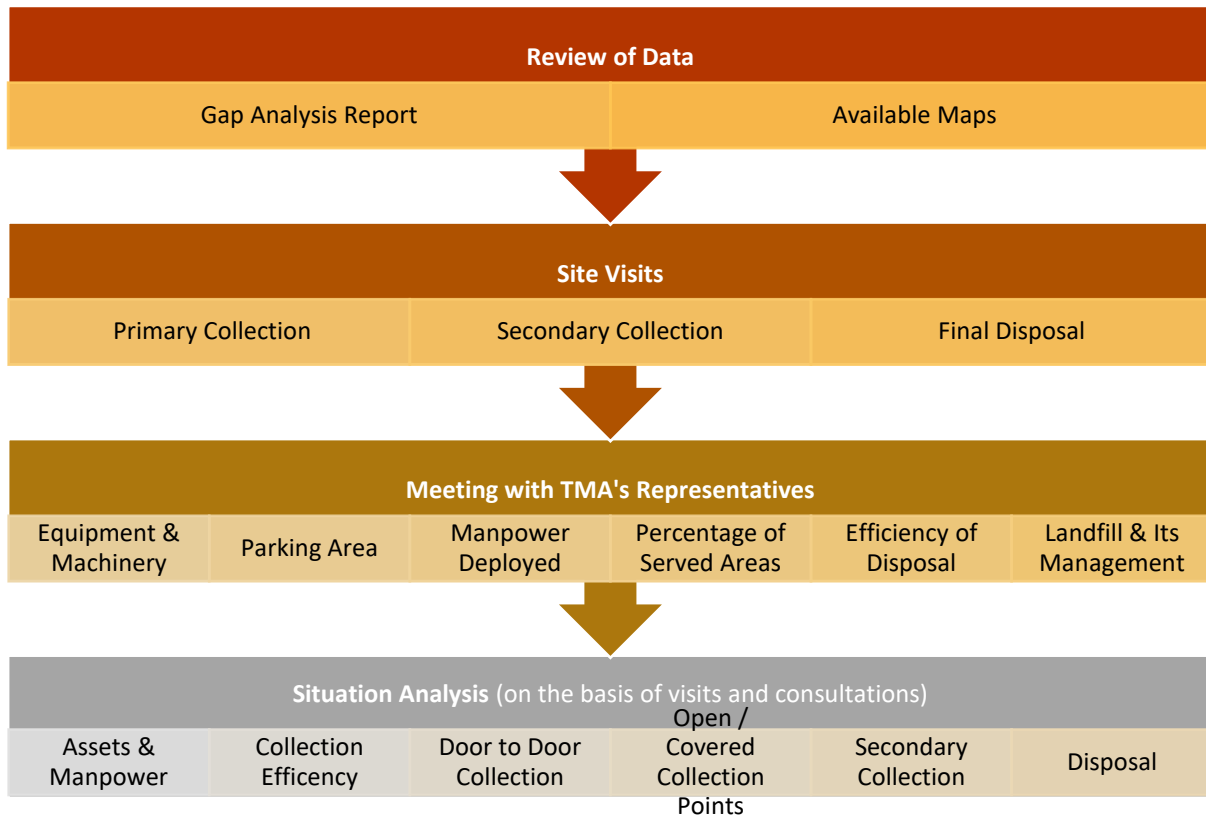 Review of Data
Gap Analysis Report
Available Maps
Site Visits
Primary Collection
Secondary Collection
Final Disposal
Meeting with TMA's Representatives
Equipment &
Machinery
Parking Area
Manpower
Deployed
Percentage of
Served Areas
Efficiency of
Disposal
Landfill & Its
Management
Situation Analysis (on the basis of visits and consultations)
Assets &
Manpower
Collection
Efficency
Door to Door
Collection
Open /
Covered
Collection
Points
Secondary
Collection
Disposal